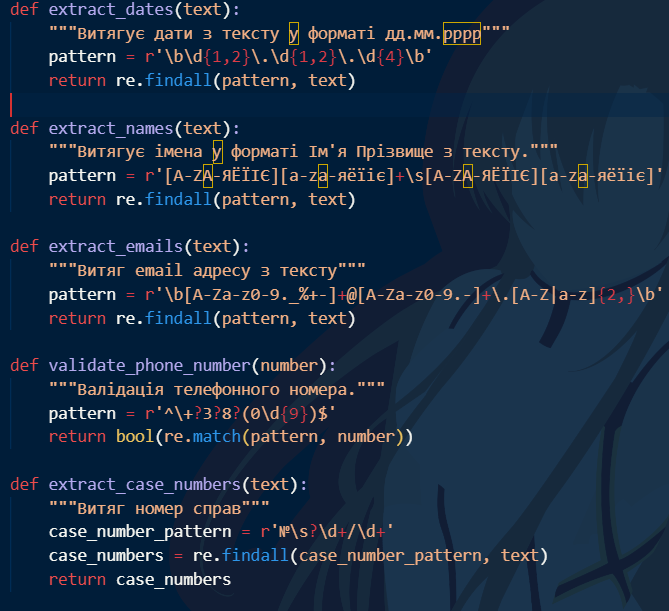 def extract_dates(text):
    """Витягує дати з тексту у форматі дд.мм.рррр"""
    pattern = r'\b\d{1,2}\.\d{1,2}\.\d{4}\b'
    return re.findall(pattern, text)
def extract_names(text):
    """Витягує імена у форматі Ім'я Прізвище з тексту."""
    pattern = r'[A-ZА-ЯЁЇІЄ][a-zа-яёїіє]+\s[A-ZА-ЯЁЇІЄ][a-zа-яёїіє]'
    return re.findall(pattern, text)
def extract_emails(text):
    """Витяг email адресу з тексту"""
    pattern = r'\b[A-Za-z0-9._%+-]+@[A-Za-z0-9.-]+\.[A-Z|a-z]{2,}\b'
    return re.findall(pattern, text)
def validate_phone_number(number):
    """Валідація телефонного номера."""
    pattern = r'^\+?3?8?(0\d{9})$'
    return bool(re.match(pattern, number))
def extract_case_numbers(text):
    """Витяг номер справ"""
    case_number_pattern = r'№\s?\d+/\d+'
    case_numbers = re.findall(case_number_pattern, text)
    return case_numbers